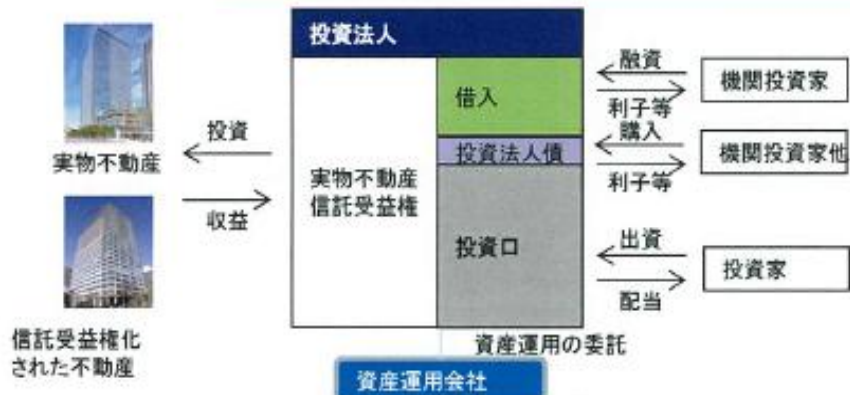 投資法人
融資
借入
機関投資家
利子等
投資
購入
実物不動産
投資法人債
機関投資家他
利子等
実物不動産
信託受益権
収益
投資口
出資
投資家
配当
信託受益権化
された不動産
資産運用の委託
資産運用会社